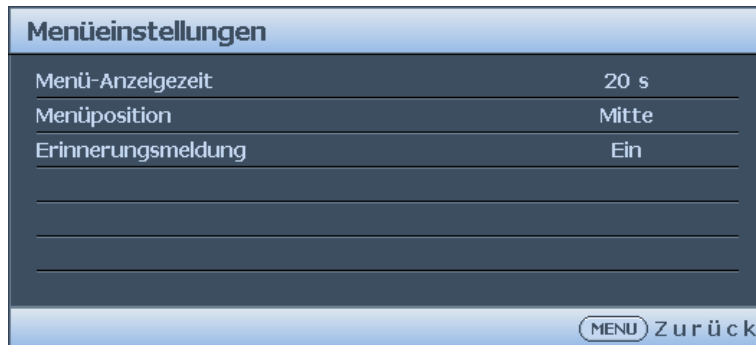 Menüeinstellungen
Menü-Anzeigezeit 20 s
Menüposition Mitte
Erinnerungsmeldung Ein
MENU Zurück